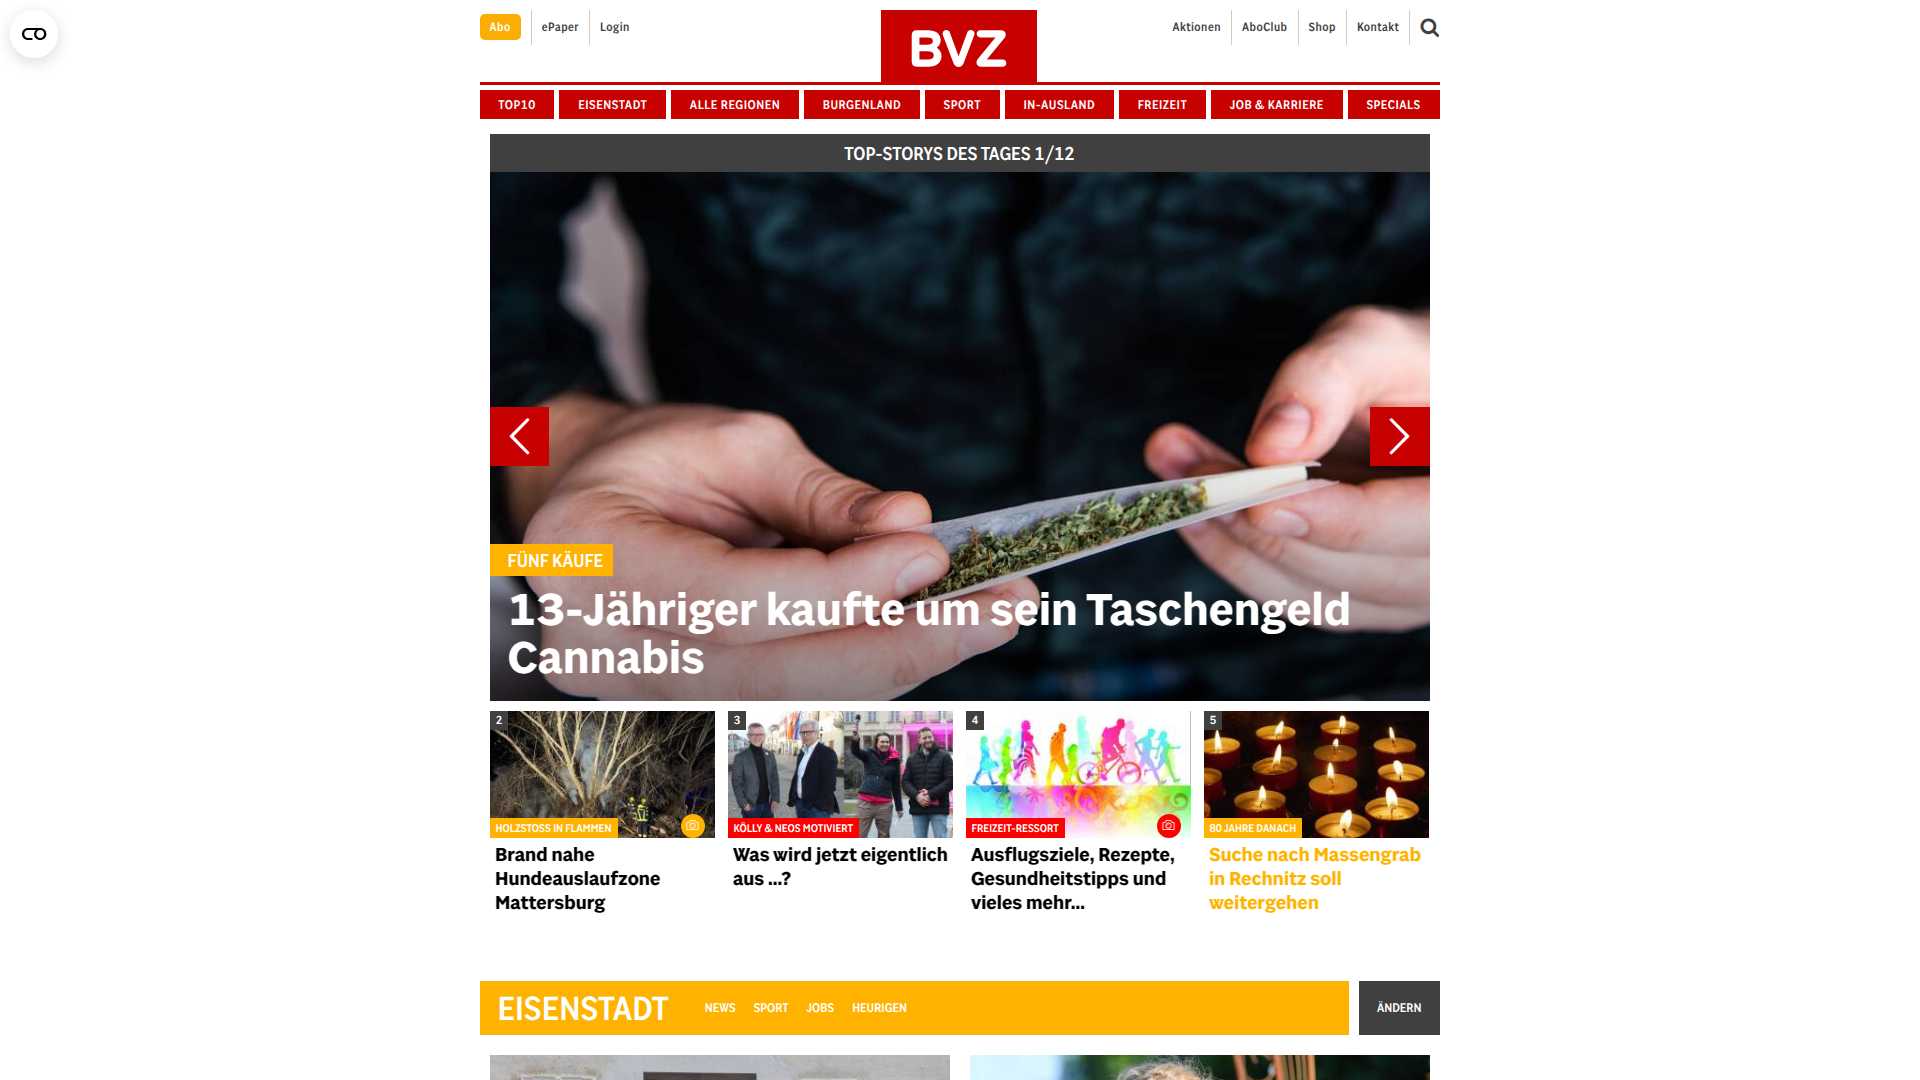 Abo
ePaper
Login
BVZ
Aktionen
AboClub
Shop
Kontakt
TOP10
EISENSTADT
ALLE REGIONEN
BURGENLAND
SPORT
IN-AUSLAND
FREIZEIT
JOB & KARRIERE
SPECIALS
TOP-STORYS DES TAGES 1/12
FÜNF KÄUFE
13-Jähriger kaufte um sein Taschengeld
Cannabis
2
HOLZSTOSS IN FLAMMEN
Brand nahe
Hundeauslaufzone
Mattersburg
3
KÖLLY & NEOS MOTIVIERT
Was wird jetzt eigentlich
aus ...?
4
FREIZEIT-RESSORT
Ausflugsziele, Rezepte,
Gesundheitstipps und
vieles mehr...
5
80 JAHRE DANACH
Suche nach Massengrab
in Rechnitz soll
weitergehen
EISENSTADT
NEWS
SPORT
JOBS
HEURIGEN
ÄNDERN